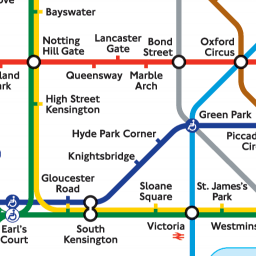 Bayswater
Notting
Hill Gate
Lancaster
Gate
Bond
Street
Oxford
Circus
land
rk
Queensway
Marble
Arch
High Street
Kensington
Green Park
Hyde Park Corner
Piccad
Circ
Knightsbridge
Gloucester
Road
Sloane
Square
St. James's
Park
Earl's
Court
South
Kensington
Victoria
Westmins